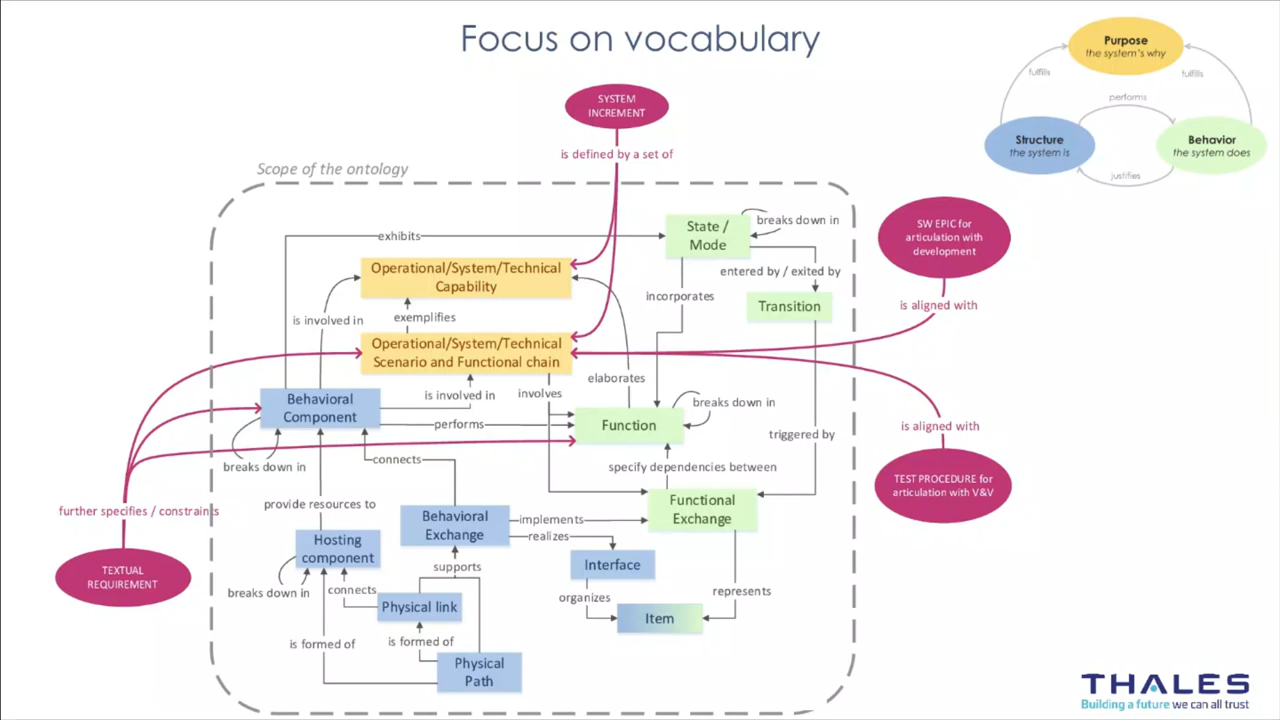 Focus on vocabulary
Purpose
the system's why
fulfills
fulfills
performs
Structure
the system is
Behavior
the system does
justifies
SYSTEM
INCREMENT
is defined by a set of
Scope of the ontology
State /
Mode
breaks down in
exhibits
SW EPIC for
articulation with
development
Operational/System/Technical
Capability
entered by / exited by
incorporates
Transition
is aligned with
is involved in
exemplifies
Operational/System/Technical
Scenario and Functional chain
elaborates
Behavioral
Component
is involved in
involves
breaks down in
performs
Function
is aligned with
triggered by
connects
breaks down in
specify dependencies between
TEST PROCEDURE for
articulation with V&V
provide resources to
Functional
Exchange
further specifies / constraints
Behavioral
Exchange
implements
realizes
Hosting
component
Interface
supports
TEXTUAL
REQUIREMENT
breaks down in
connects
organizes
represents
Physical link
Item
is formed of
is formed of
Physical
Path
THALES
Building a future we can all trust